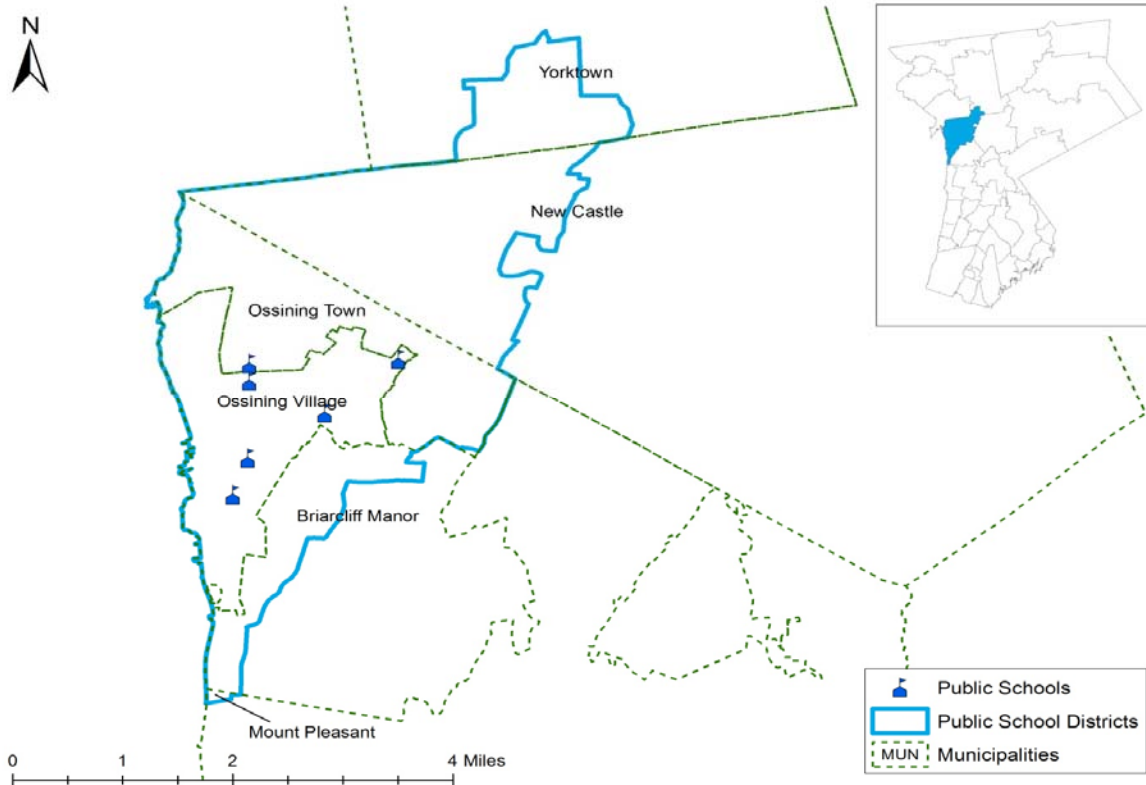 N
Yorktown
New Castle
Ossining Town
Ossining Village
Briarcliff Manor
Mount Pleasant
0 1 2 4 Miles
Public Schools
Public School Districts
MUN Municipalities